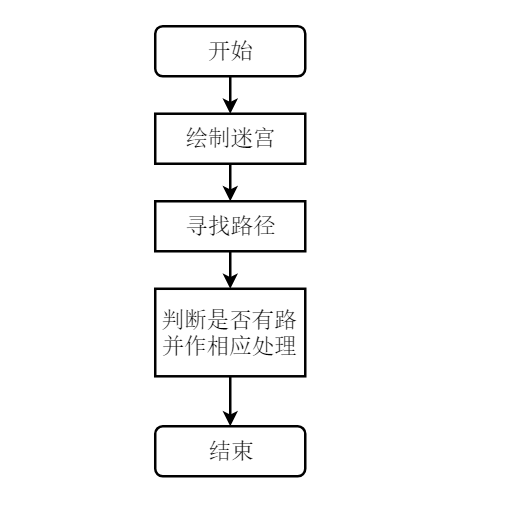 开始
绘制迷宫
寻找路径
判断是否有路
并作相应处理
结束